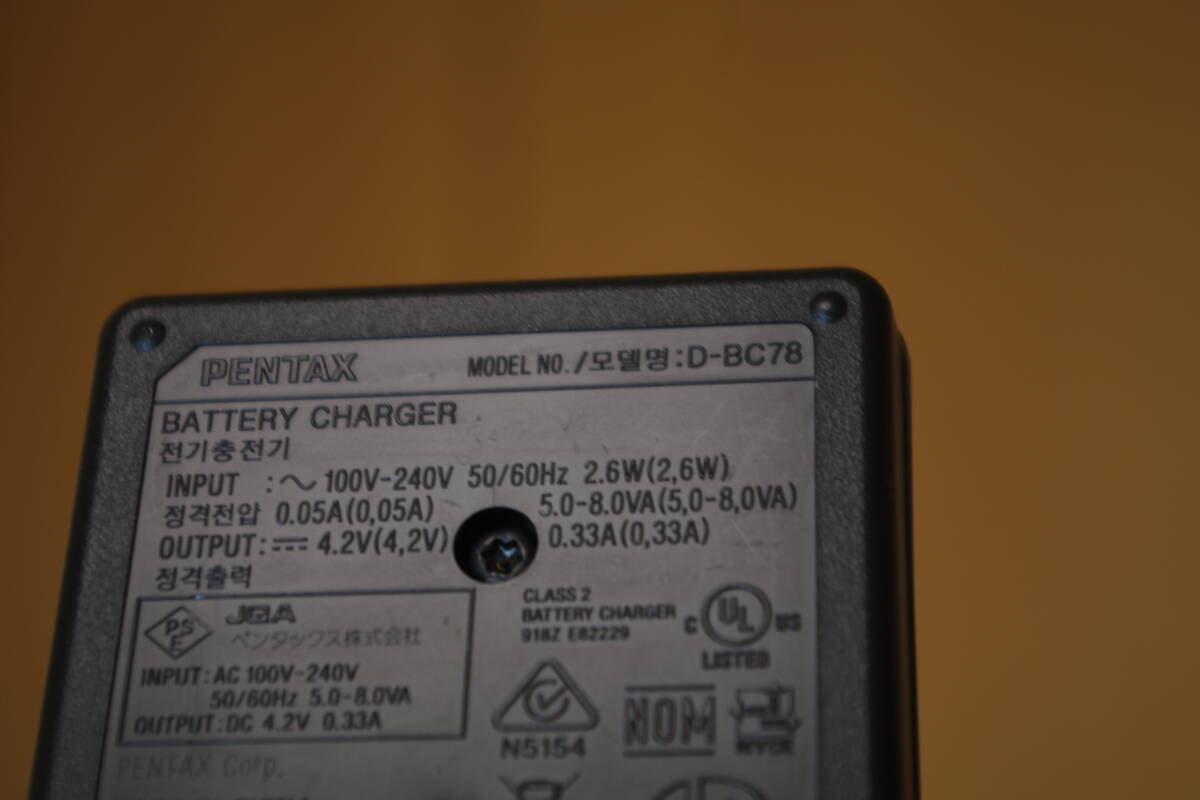 PENTAX MODEL NO./모델명:D-BC78
BATTERY CHARGER
전기충전기
INPUT :～100V-240V 50/60Hz 2.6W(2,6W)
정격전압 0.05A(0,05A) 5.0-8.0VA(5,0-8,0VA)
OUTPUT:⎓ 4.2V(4,2V) 0.33A(0,33A)
정격출력
CLASS 2
BATTERY CHARGER
918Z E82229
C UL US
LISTED
PSE JQA
ペンタックス株式会社
INPUT:AC 100V-240V
50/60Hz 5.0-8.0VA
OUTPUT:DC 4.2V 0.33A
N5154
NOM
NYCE
PENTAX Corp.